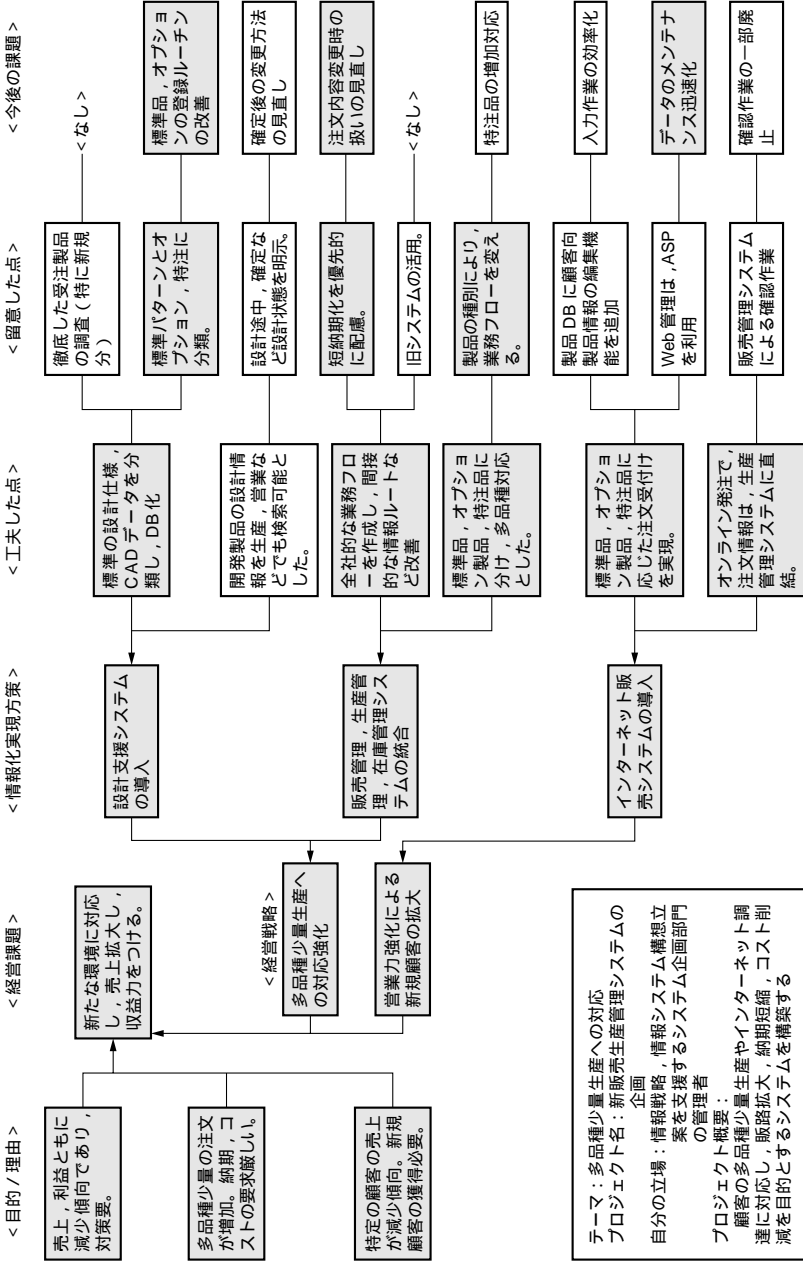 ＜目的 / 理由＞
売上，利益ともに
減少傾向であり，
対策要。
多品種少量の注文
が増加。納期，コ
ストの要求厳しい。
特定の顧客の売上
が減少傾向。新規
顧客の獲得必要。
＜経営課題＞
新たな環境に対応
し，売上拡大し，
収益力をつける。
＜経営戦略＞
多品種少量生産へ
の対応強化
営業力強化による
新規顧客の拡大
＜情報化実現方策＞
設計支援システム
の導入
販売管理，生産管
理，在庫管理シス
テムの統合
インターネット販
売システムの導入
＜工夫した点＞
標準の設計仕様，
CAD データを分
類し，DB化
開発製品の設計情
報を生産，営業な
どでも検索可能と
した。
全社的な業務フロ
ーを作成し，間接
的な情報ルートな
ど改善
標準品，オプショ
ン製品，特注品に
分け，多品種対応
とした。
標準品，オプショ
ン製品，特注品に
応じた注文受付け
を実現。
オンライン発注で，
注文情報は，生産
管理システムに直
結。
＜留意した点＞
徹底した受注製品
の調査（特に新規
分）
標準パターンとオ
プション，特注に
分類。
設計途中，確定な
ど設計状態を明示。
短納期化を優先的
に配慮。
旧システムの活用。
製品の種別により，
業務フローを変え
る。
製品 DB に顧客向
製品情報の編集機
能を追加
Web 管理は，ASP
を利用
販売管理システム
による確認作業
＜今後の課題＞
＜なし＞
標準品，オプショ
ンの登録ルーチン
の改善
確定後の変更方法
の見直し
注文内容変更時の
扱いの見直し
＜なし＞
特注品の増加対応
入力作業の効率化
データのメンテナ
ンス迅速化
確認作業の一部廃
止
テーマ：多品種少量生産への対応
プロジェクト名：新販売生産管理システムの
企画
自分の立場：情報戦略，情報システム構想立
案を支援するシステム企画部門
の管理者
プロジェクト概要：
顧客の多品種少量生産やインターネット調
達に対応し，販路拡大，納期短縮，コスト削
減を目的とするシステムを構築する